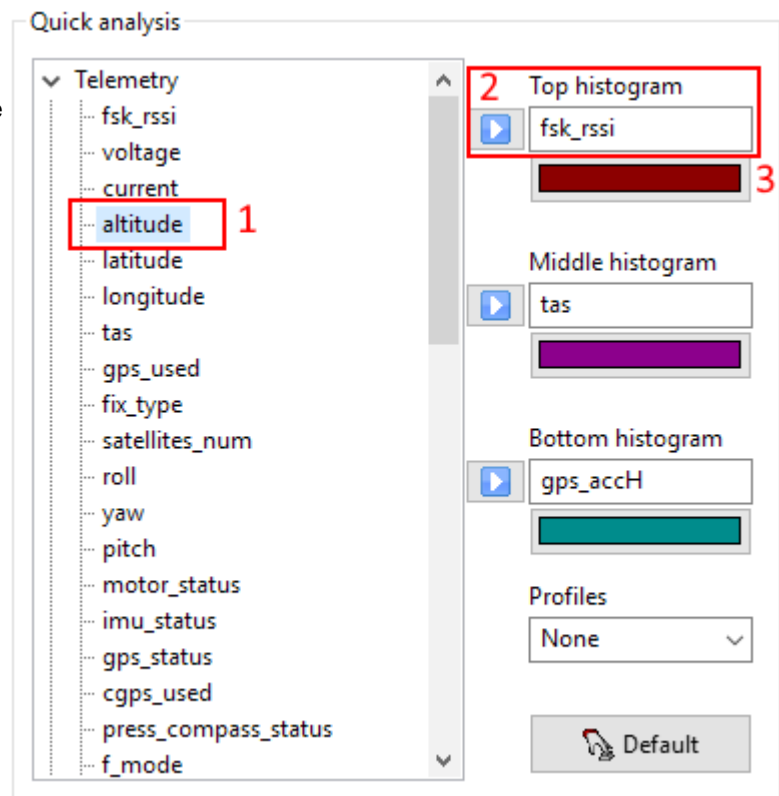 Quick analysis
e
Telemetry
fsk_rssi
voltage
current
altitude
1
latitude
longitude
tas
gps_used
fix_type
satellites_num
roll
yaw
pitch
motor_status
imu_status
gps_status
cgps_used
press_compass_status
f_mode
2
Top histogram
fsk_rssi
3
Middle histogram
tas
Bottom histogram
gps_accH
Profiles
None
Default